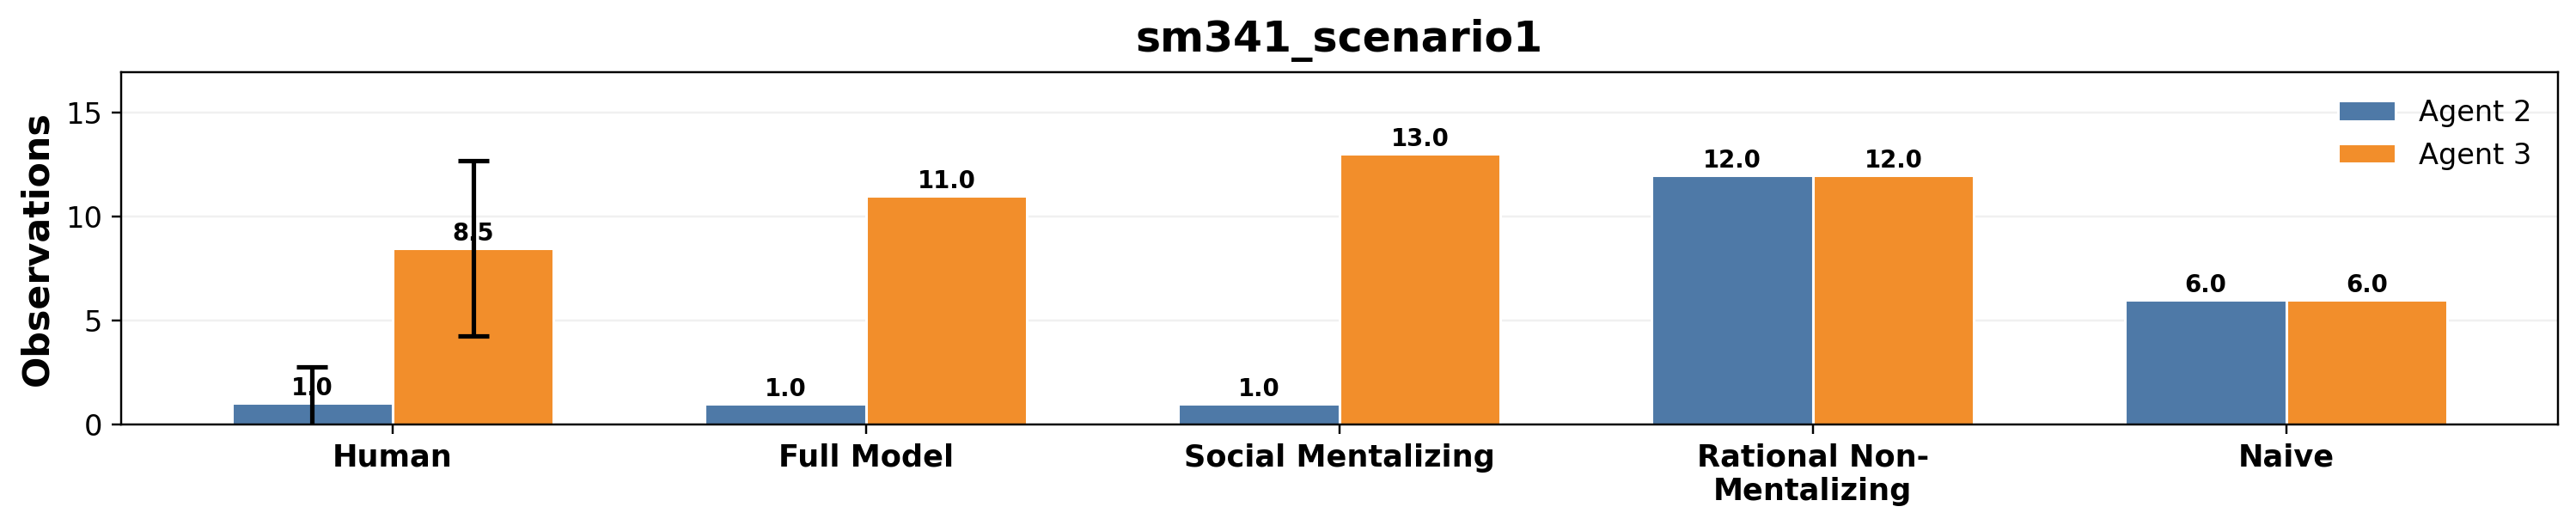 sm341_scenario1
Observations
15
10
5
0
Agent 2
Agent 3
1.0
8.5
1.0
11.0
1.0
13.0
12.0
12.0
6.0
6.0
Human
Full Model
Social Mentalizing
Rational Non-
Mentalizing
Naive